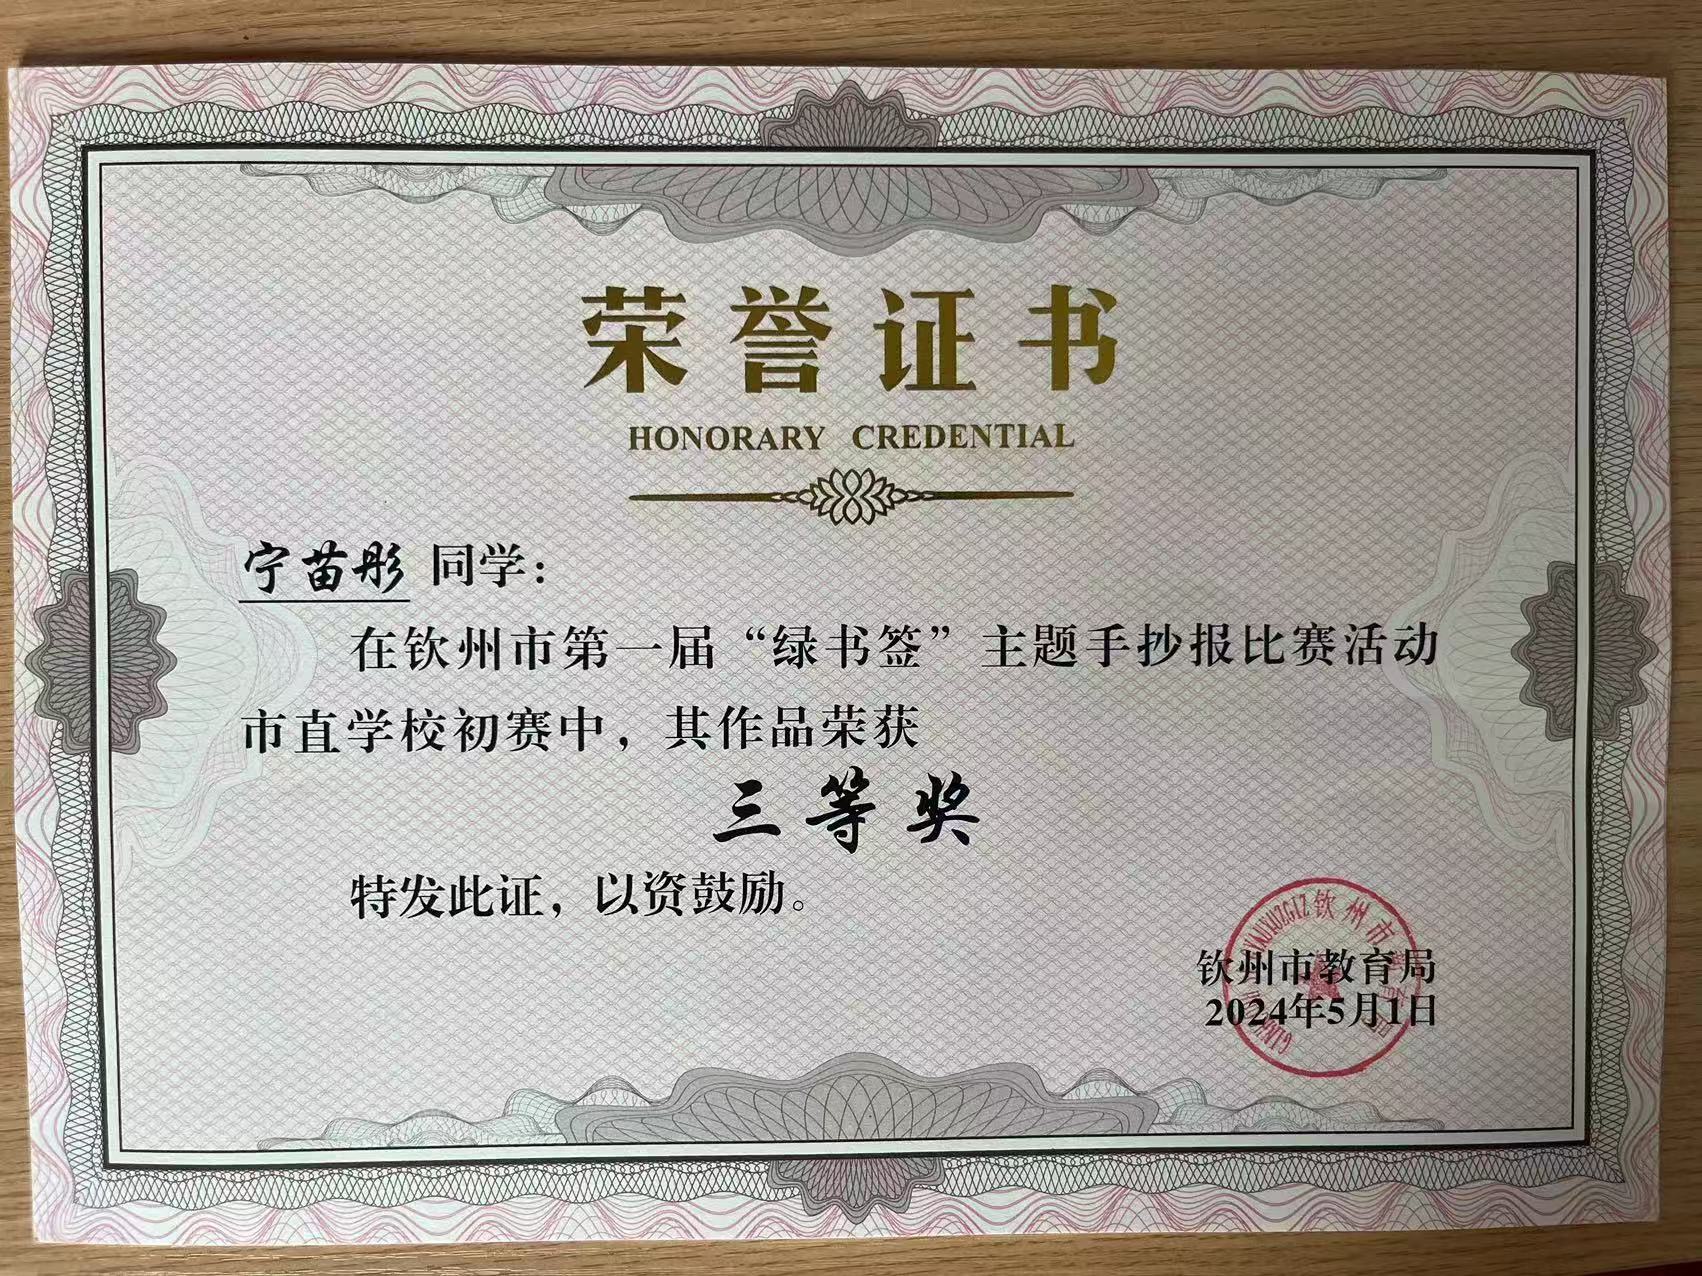 荣誉证书
HONORARY CREDENTIAL
宁苗彤 同学：
在钦州市第一届“绿书签”主题手抄报比赛活动
市直学校初赛中，其作品荣获
三等奖
特发此证，以资鼓励。
钦州市教育局
2024年5月1日
钦州市